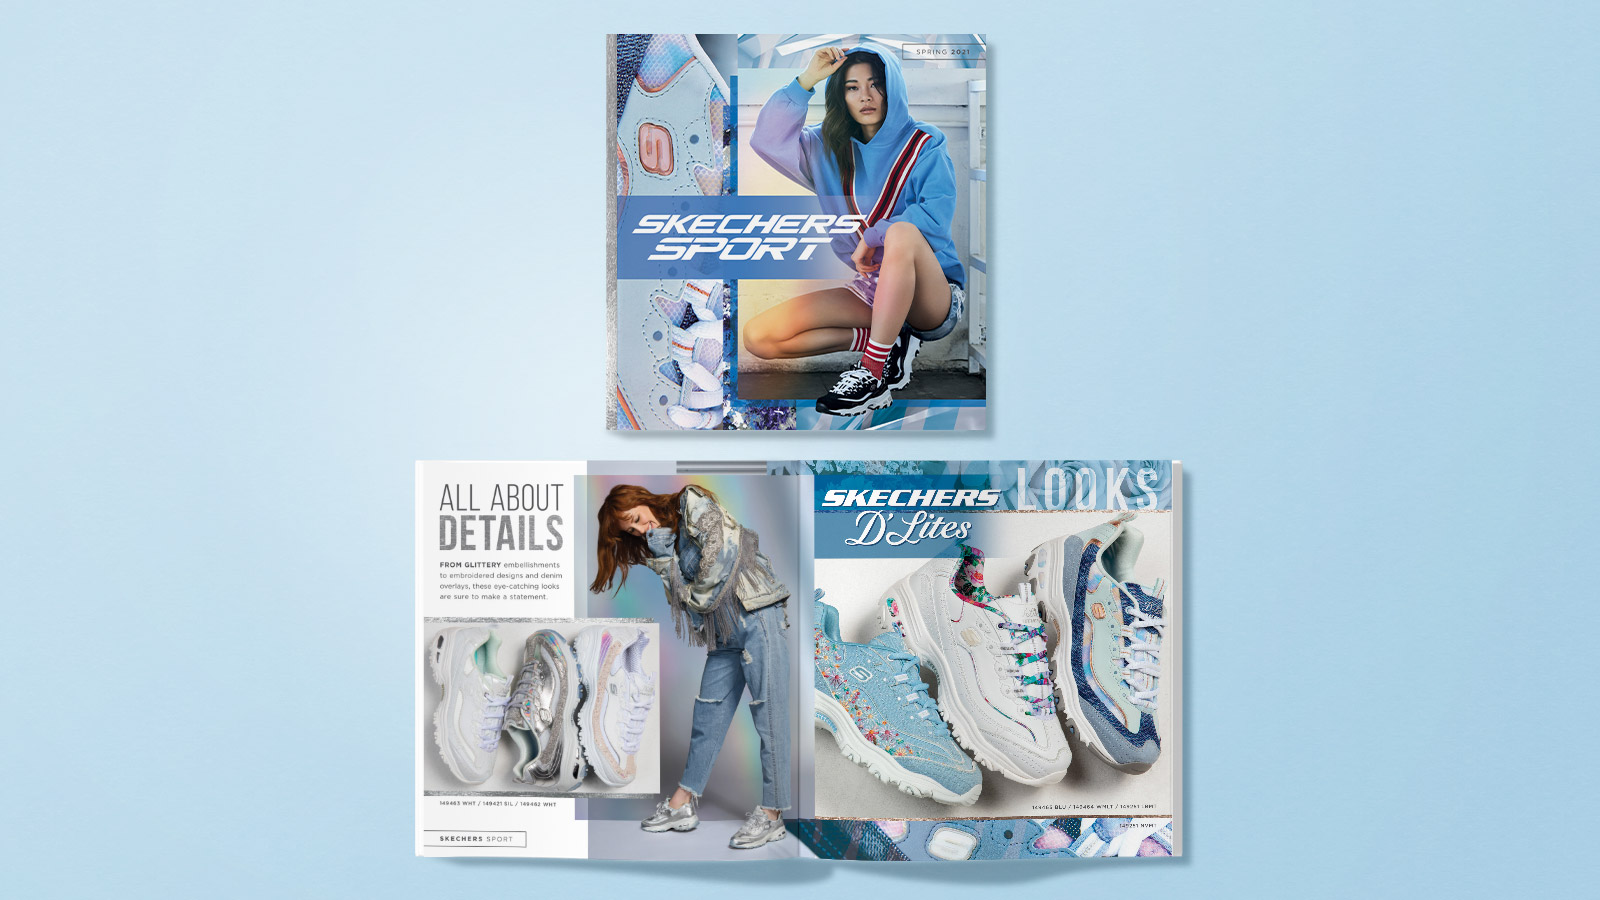 SPRING 2021
SKECHERS
SPORT
ALL ABOUT
DETAILS
FROM GLITTERY embellishments
to embroidered designs and denim
overlays, these eye-catching looks
are sure to make a statement.
149463 WHT / 149421 SIL / 149462 WHT
SKECHERS SPORT
SKECHERS
D'Lites
LOOKS